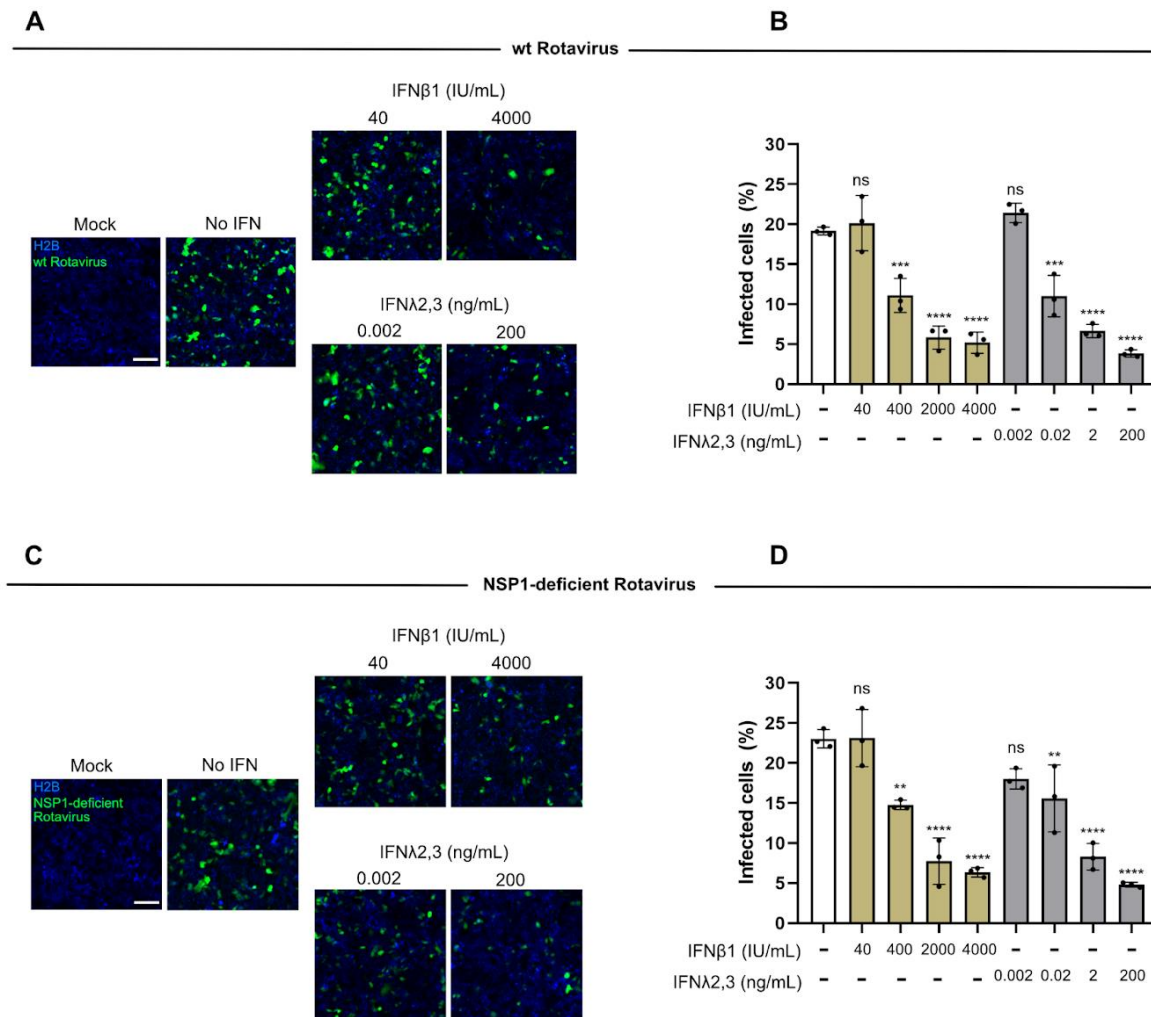 A
B
wt Rotavirus
IFNβ1 (IU/mL)
40 4000
Mock No IFN
H2B
wt Rotavirus
IFNλ2,3 (ng/mL)
0.002 200
Infected cells (%)
30
25
20
15
10
5
0
ns *** **** **** ns *** **** ****
IFNβ1 (IU/mL) – 40 400 2000 4000 – – – –
IFNλ2,3 (ng/mL) – – – – – 0.002 0.02 2 200
C
D
NSP1-deficient Rotavirus
IFNβ1 (IU/mL)
40 4000
Mock No IFN
H2B
NSP1-deficient
Rotavirus
IFNλ2,3 (ng/mL)
0.002 200
Infected cells (%)
30
25
20
15
10
5
0
ns ** **** **** ns ** **** ****
IFNβ1 (IU/mL) – 40 400 2000 4000 – – – –
IFNλ2,3 (ng/mL) – – – – – 0.002 0.02 2 200